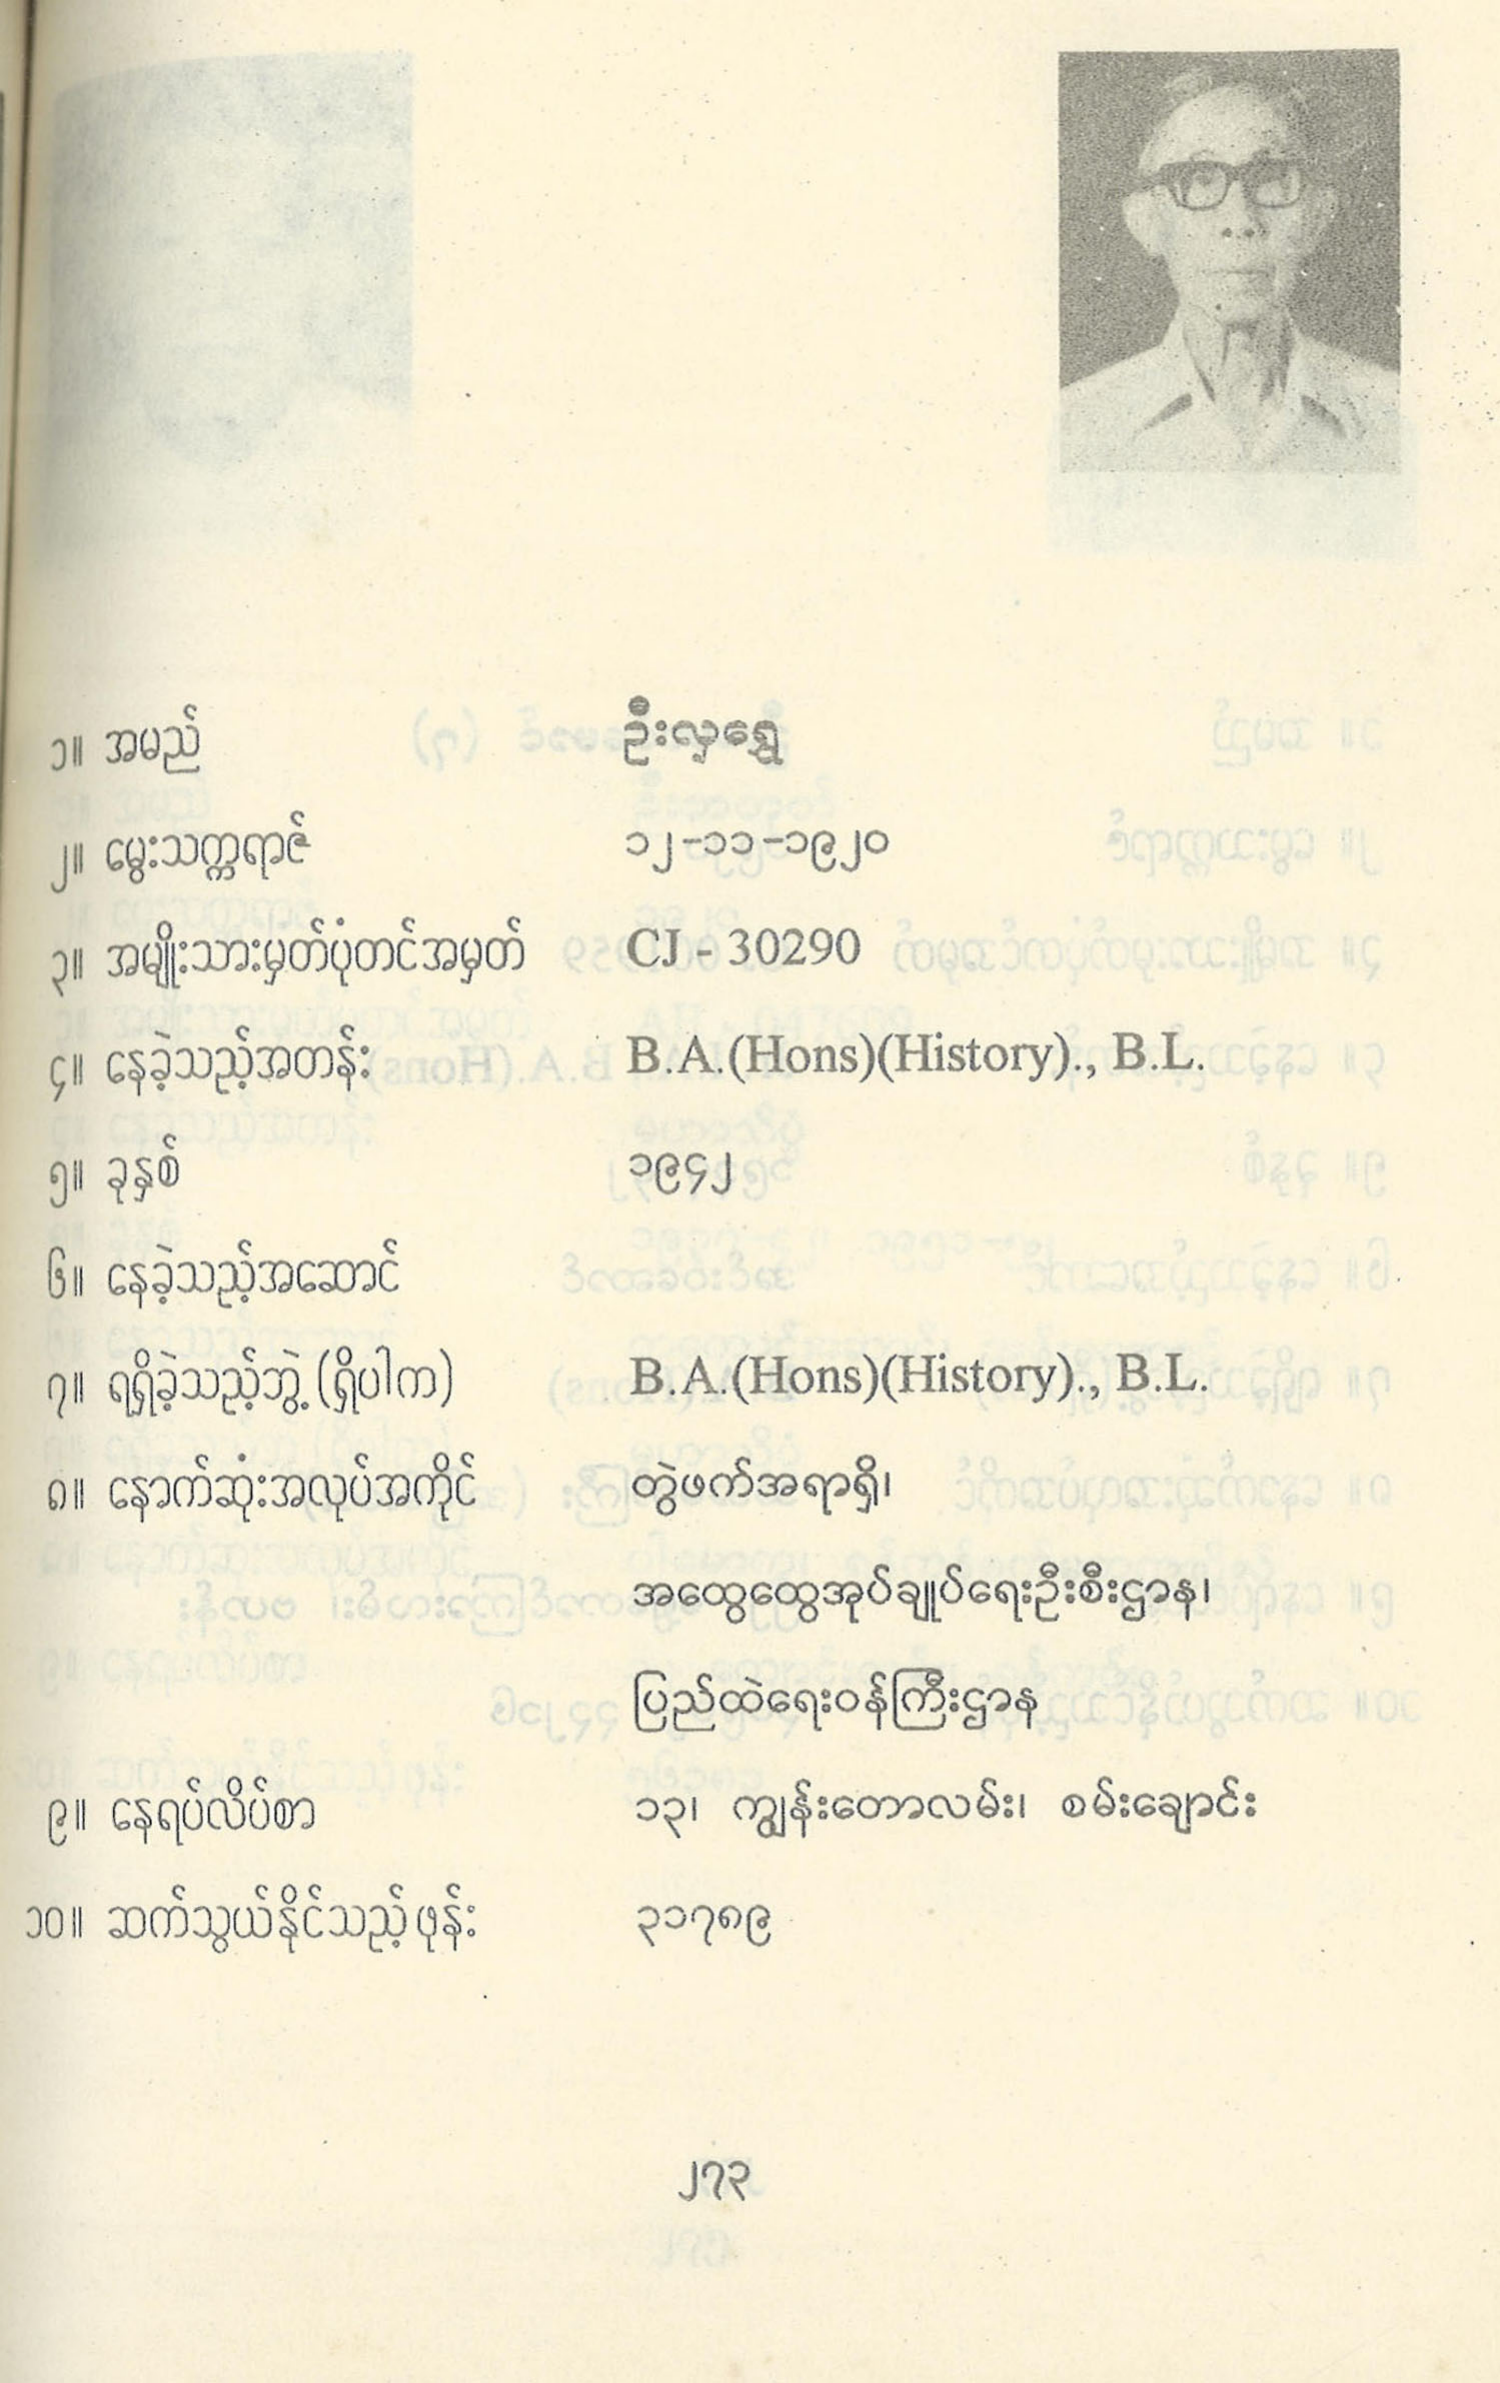 ၁။ အမည် ဦးလှရွှေ
၂။ မွေးသက္ကရာဇ် ၁၂-၁၁-၁၉၂၀
၃။ အမျိုးသားမှတ်ပုံတင်အမှတ် CJ - 30290
၄။ နေခဲ့သည့်အတန်း B.A.(Hons)(History)., B.L.
၅။ ခုနှစ် ၁၉၄၂
၆။ နေခဲ့သည့်အဆောင်
၇။ ရရှိခဲ့သည့်ဘွဲ့ (ရှိပါက) B.A.(Hons)(History)., B.L.
၈။ နောက်ဆုံးအလုပ်အကိုင် တွဲဖက်အရာရှိ၊
အထွေထွေအုပ်ချုပ်ရေးဦးစီးဌာန၊
ပြည်ထဲရေးဝန်ကြီးဌာန
၉။ နေရပ်လိပ်စာ ၁၃၊ ကျွန်းတောလမ်း၊ စမ်းချောင်း
၁၀။ ဆက်သွယ်နိုင်သည့်ဖုန်း ၃၁၇၈၉
၂၇၃